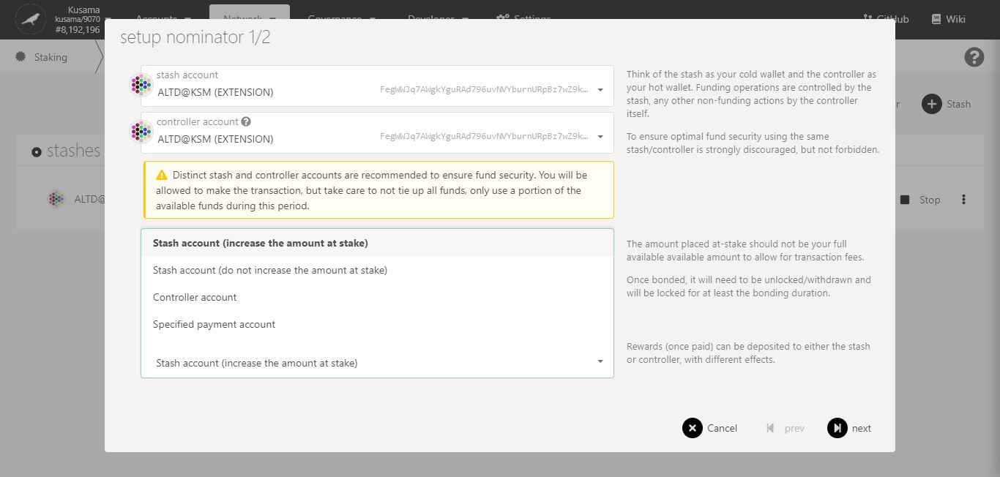 Kusama
kusama/9070
#8,192,196
Accounts
Network
Governance
Developer
Settings
GitHub
Wiki
Staking
Stash
stashes
ALTD@
Stop
setup nominator 1/2
stash account
ALTD@KSM (EXTENSION)
FegWWJq7AWgkYguRAd796uvNVYburnURpBz7wZ9k…
controller account
ALTD@KSM (EXTENSION)
FegWWJq7AWgkYguRAd796uvNVYburnURpBz7wZ9k…
Distinct stash and controller accounts are recommended to ensure fund security. You will be
allowed to make the transaction, but take care to not tie up all funds, only use a portion of the
available funds during this period.
Stash account (increase the amount at stake)
Stash account (do not increase the amount at stake)
Controller account
Specified payment account
Stash account (increase the amount at stake)
Think of the stash as your cold wallet and the controller as
your hot wallet. Funding operations are controlled by the
stash, any other non-funding actions by the controller
itself.
To ensure optimal fund security using the same
stash/controller is strongly discouraged, but not forbidden.
The amount placed at-stake should not be your full
available available amount to allow for transaction fees.
Once bonded, it will need to be unlocked/withdrawn and
will be locked for at least the bonding duration.
Rewards (once paid) can be deposited to either the stash
or controller, with different effects.
Cancel
prev
next